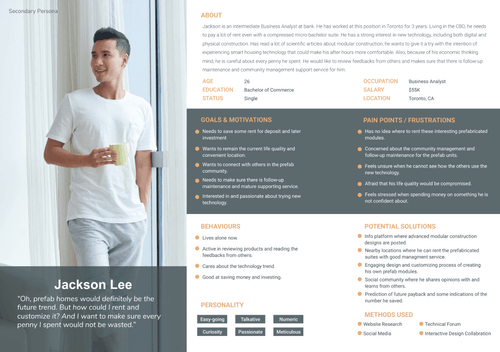 Secondary Persona
Jackson Lee
"Oh, prefab homes would definitely be the
future trend. But how could I rent and
customize it? And I want to make sure every
penny I spent would not be wasted."
ABOUT
Jackson is an intermediate Business Analyst at bank. He has worked at this position in Toronto for 3 years. Living in the CBD, he needs
to pay a lot of rent even with a compressed micro-barchelor suite. He has a strong interest in new technology, including both digital and
physical construction. Has read a lot of scientific articles about modular construction, he wants to give it a try with the intention of
experiencing smart housing technology that could make his after-hours more comfortable. Also, because of his economic thinking
mind, he is careful about every penny he spent. He would like to review feedbacks from others and makes sure that there is follow-up
maintenance and community management support service for him.
AGE 26
EDUCATION Bachelor of Commerce
STATUS Single
OCCUPATION Business Analyst
SALARY $55K
LOCATION Toronto, CA
GOALS & MOTIVATIONS
Needs to save some rent for deposit and later
investment
Wants to remain the current life quality and
convenient location.
Wants to connect with others in the prefab
community.
Needs to make sure there is follow-up
maintenance and mature supporting service.
Interested in and passionate about trying new
technology
PAIN POINTS / FRUSTRATIONS
Has no idea where to rent these interesting prefabricated
modules.
Concerned about the community management and
follow-up maintenance for the prefab units.
Feels unsure when he cannot see how the others use the
new technology.
Afraid that his life quality would be compromised.
Feels stressed when spending money on something he is
not confident about.
BEHAVIOURS
Lives alone now.
Active in reviewing products and reading the
feedbacks from others.
Cares about the technology trend.
Good at saving money and investing.
PERSONALITY
Easy-going Talkative Numeric
Curiosity Passionate Meticulous
POTENTIAL SOLUTIONS
Info platform where advanced modular construction
designs are posted.
Nearby locations where he can rent the prefabricated
suites with good managment service.
Engaging design and customizing process of creating
his own prefab modules.
Social community where he shares opinions with and
learns from others.
Prediction of future payback and some indications of the
number he saved.
METHODS USED
Website Research Technical Forum
Social Media Interactive Design Collabration